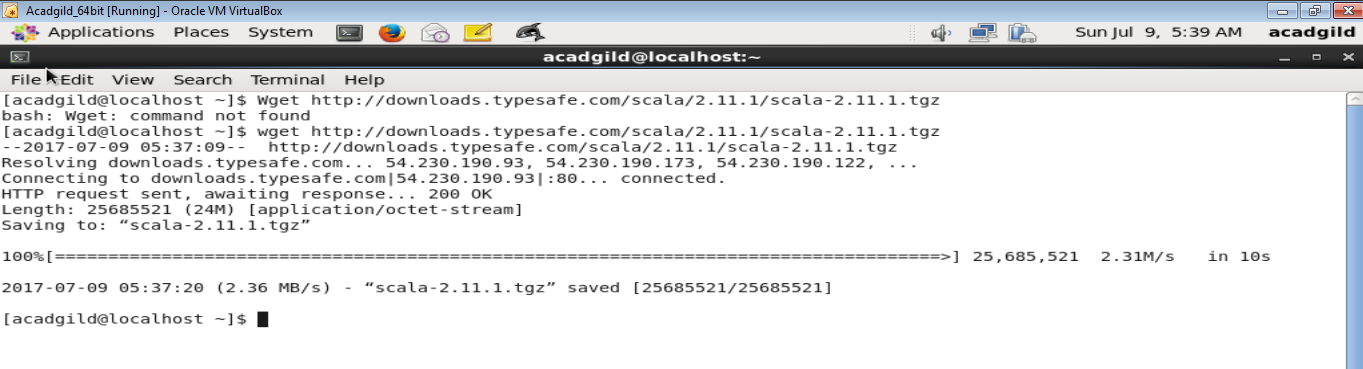 Acadgild_64bit [Running] - Oracle VM VirtualBox
Applications Places System Sun Jul 9, 5:39 AM acadgild
acadgild@localhost:~
File Edit View Search Terminal Help
[acadgild@localhost ~]$ Wget http://downloads.typesafe.com/scala/2.11.1/scala-2.11.1.tgz
bash: Wget: command not found
[acadgild@localhost ~]$ wget http://downloads.typesafe.com/scala/2.11.1/scala-2.11.1.tgz
--2017-07-09 05:37:09--  http://downloads.typesafe.com/scala/2.11.1/scala-2.11.1.tgz
Resolving downloads.typesafe.com... 54.230.190.93, 54.230.190.173, 54.230.190.122, ...
Connecting to downloads.typesafe.com|54.230.190.93|:80... connected.
HTTP request sent, awaiting response... 200 OK
Length: 25685521 (24M) [application/octet-stream]
Saving to: “scala-2.11.1.tgz”
100%[===================================================================================>] 25,685,521  2.31M/s   in 10s
2017-07-09 05:37:20 (2.36 MB/s) - “scala-2.11.1.tgz” saved [25685521/25685521]
[acadgild@localhost ~]$